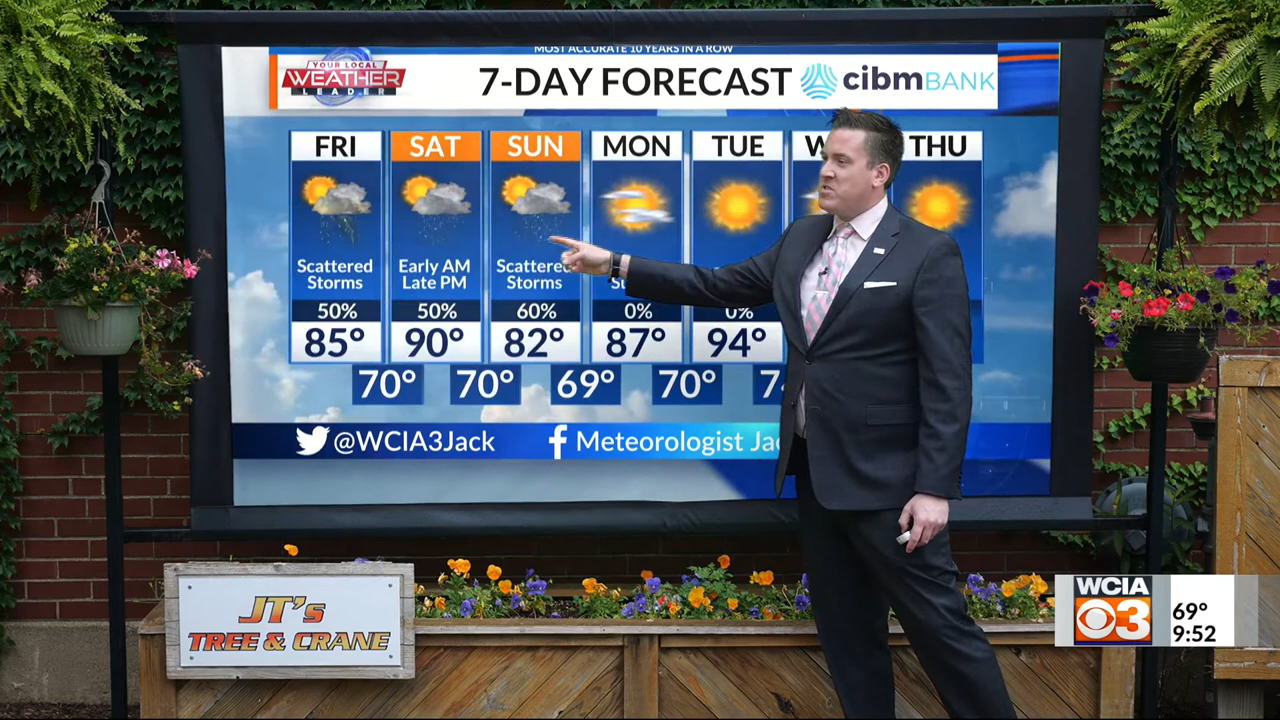 MOST ACCURATE 10 YEARS IN A ROW
YOUR LOCAL
WEATHER
LEADER
7-DAY FORECAST
cibmBANK
FRI SAT SUN MON TUE THU
Scattered Storms
Early AM Late PM
Scattered Storms
50% 50% 60% 0% 0%
85° 90° 82° 87° 94°
70° 70° 69° 70°
@WCIA3Jack
Meteorologist
JT's
TREE & CRANE
WCIA
3
69°
9:52